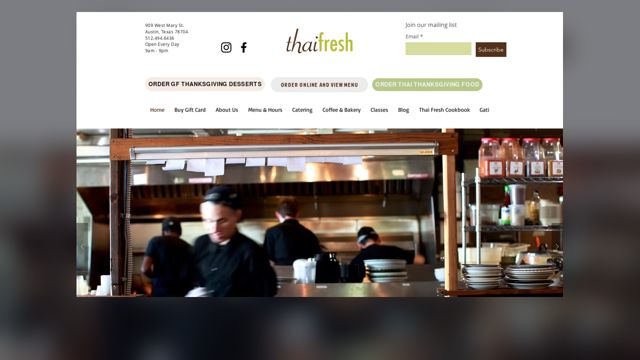 909 West Mary St.
Austin, Texas 78704
512.494.6436
Open Every Day
9am - 9pm
thaifresh
Join our mailing list
Email *
Subscribe
ORDER GF THANKSGIVING DESSERTS
ORDER ONLINE AND VIEW MENU
ORDER THAI THANKSGIVING FOOD
Home Buy Gift Card About Us Menu & Hours Catering Coffee & Bakery Classes Blog Thai Fresh Cookbook Gati